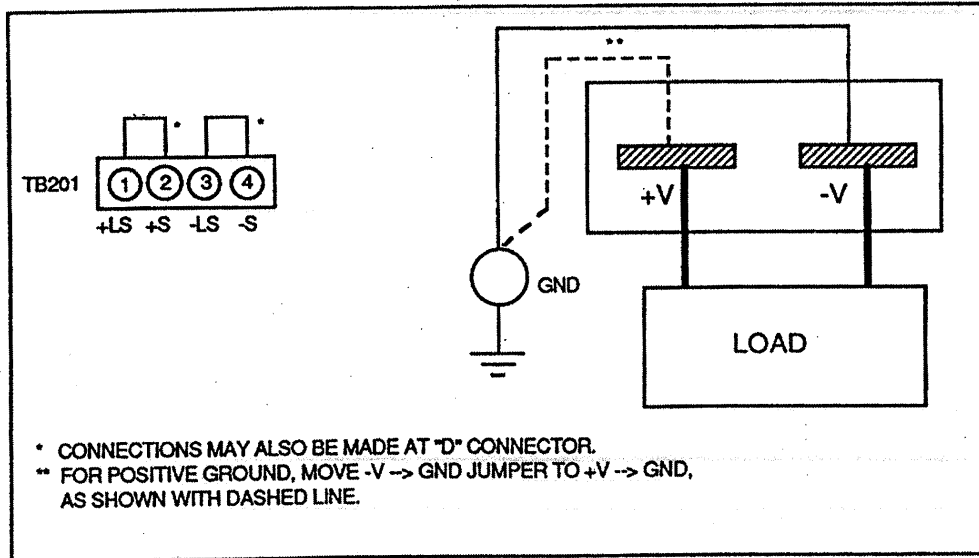 **
* *
TB201 1 2 3 4
+LS +S -LS -S
+V -V
GND
LOAD
* CONNECTIONS MAY ALSO BE MADE AT "D" CONNECTOR.
** FOR POSITIVE GROUND, MOVE -V --> GND JUMPER TO +V --> GND,
AS SHOWN WITH DASHED LINE.